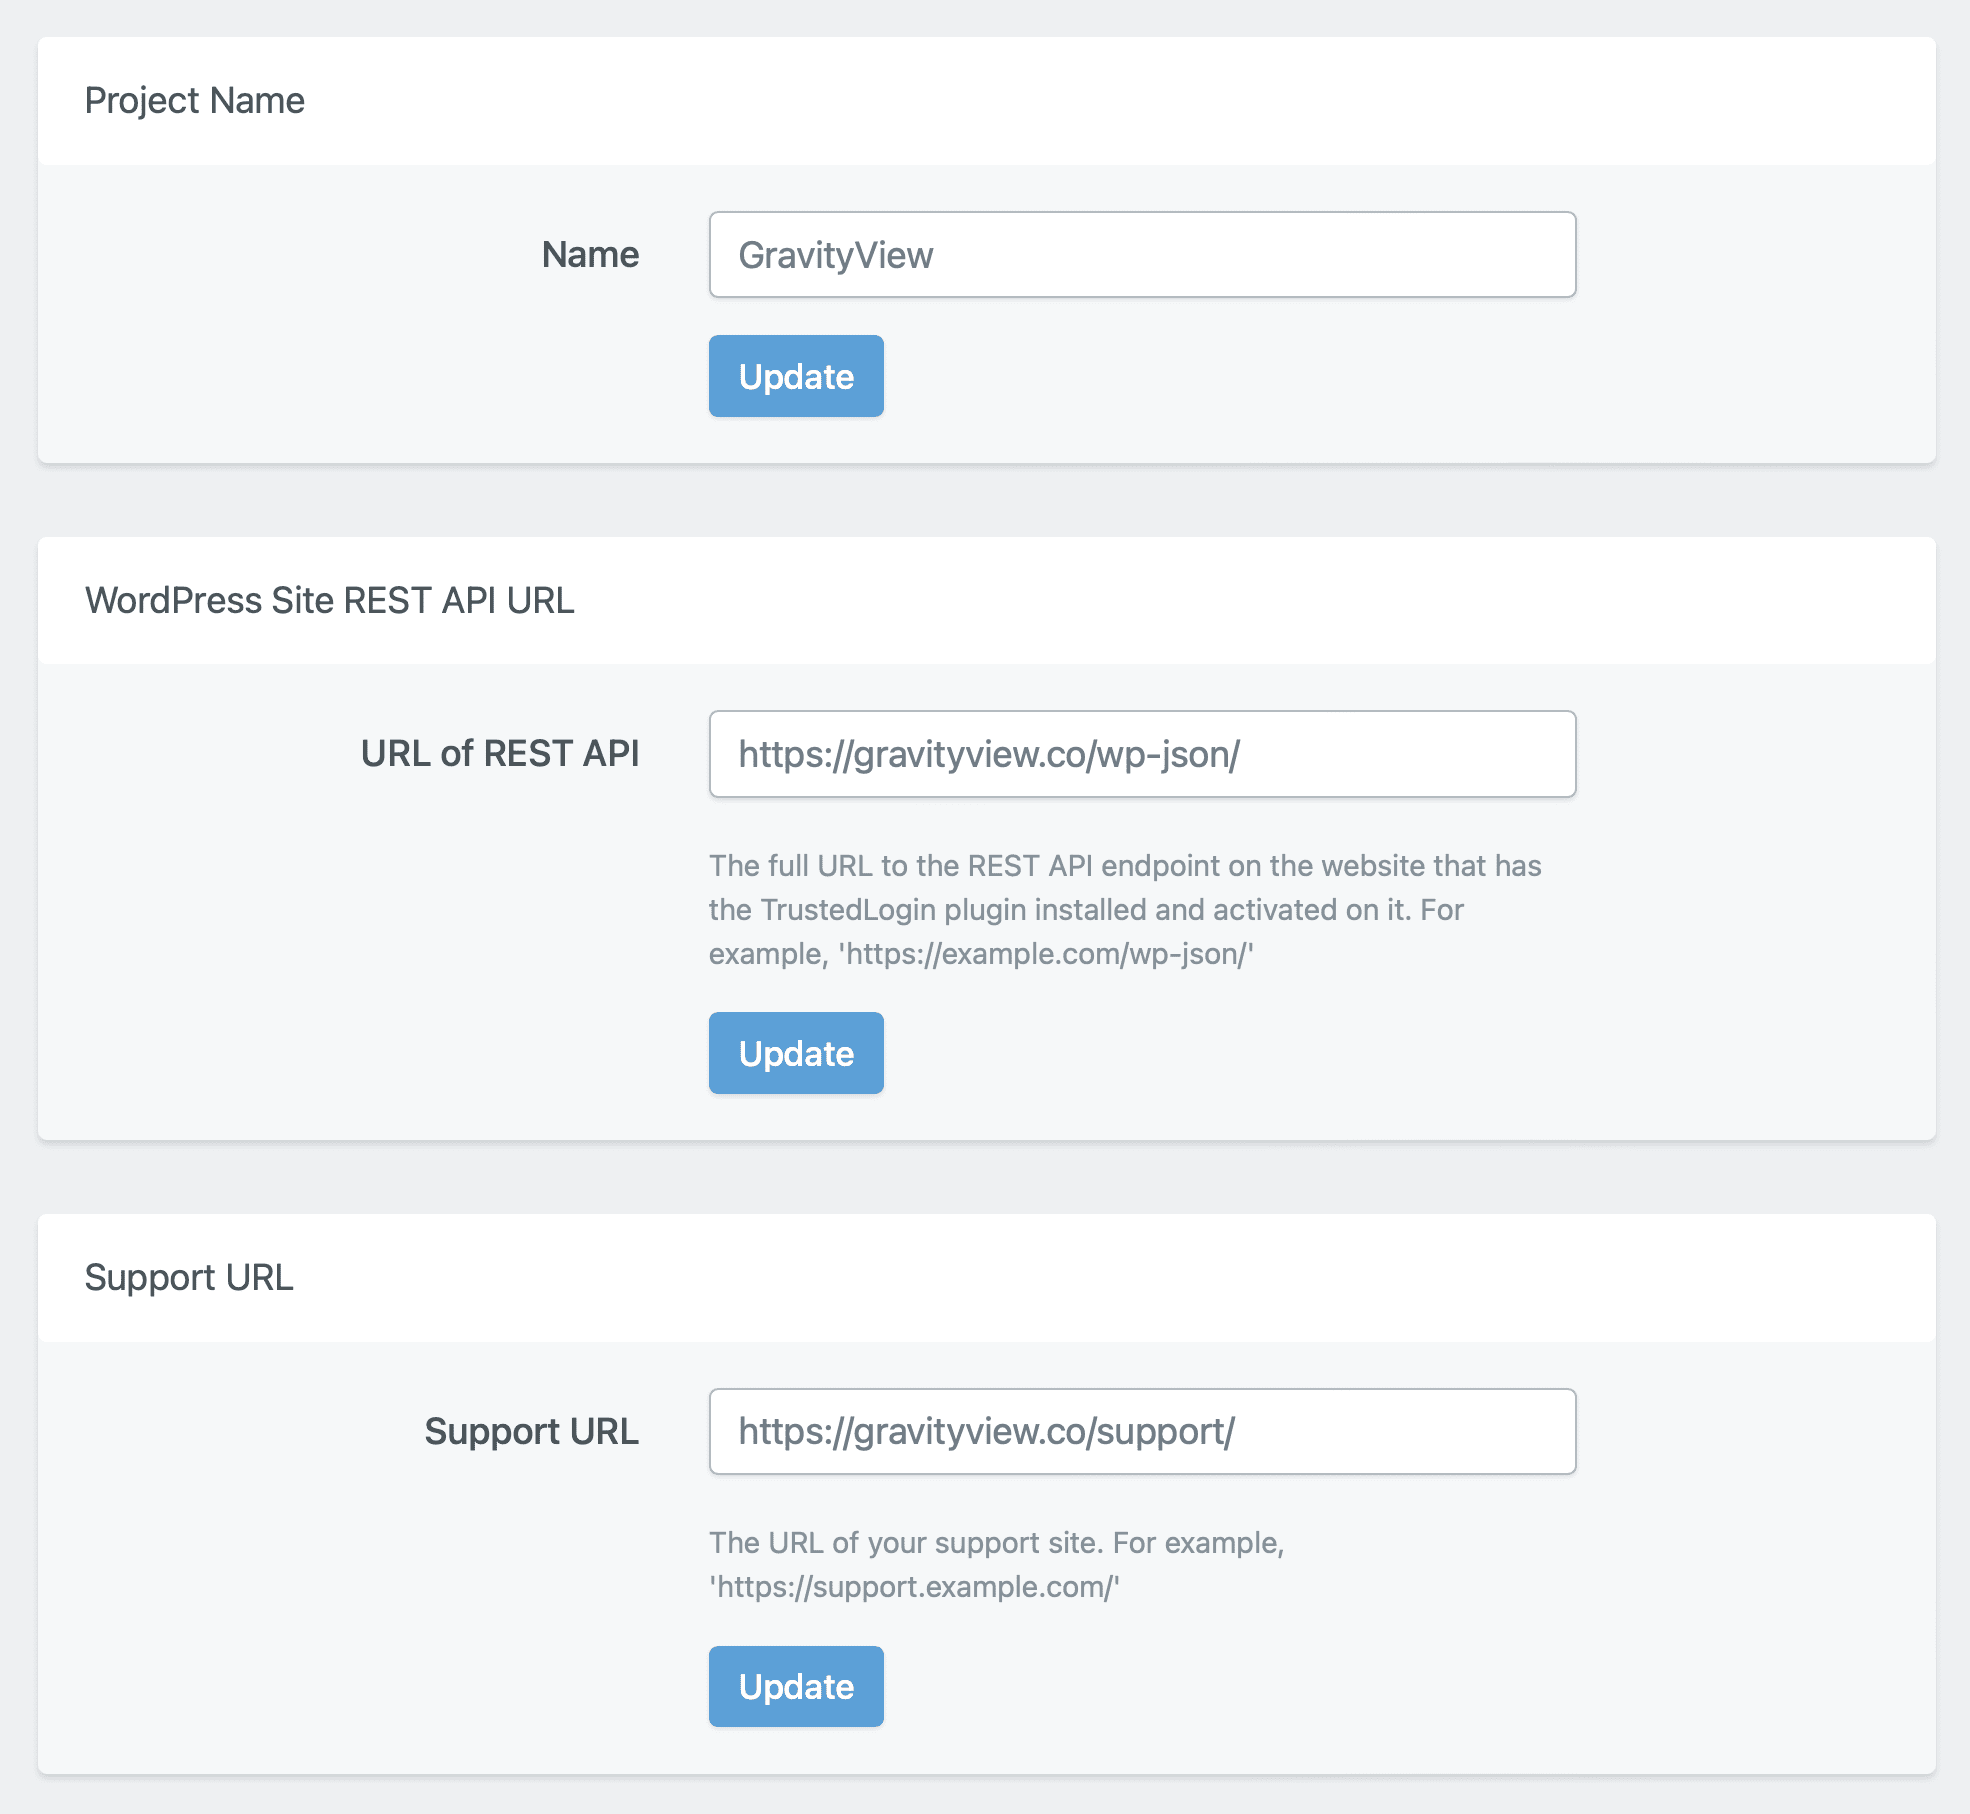 Project Name
Name
GravityView
Update
WordPress Site REST API URL
URL of REST API
https://gravityview.co/wp-json/
The full URL to the REST API endpoint on the website that has
the TrustedLogin plugin installed and activated on it. For
example, 'https://example.com/wp-json/'
Update
Support URL
Support URL
https://gravityview.co/support/
The URL of your support site. For example,
'https://support.example.com/'
Update